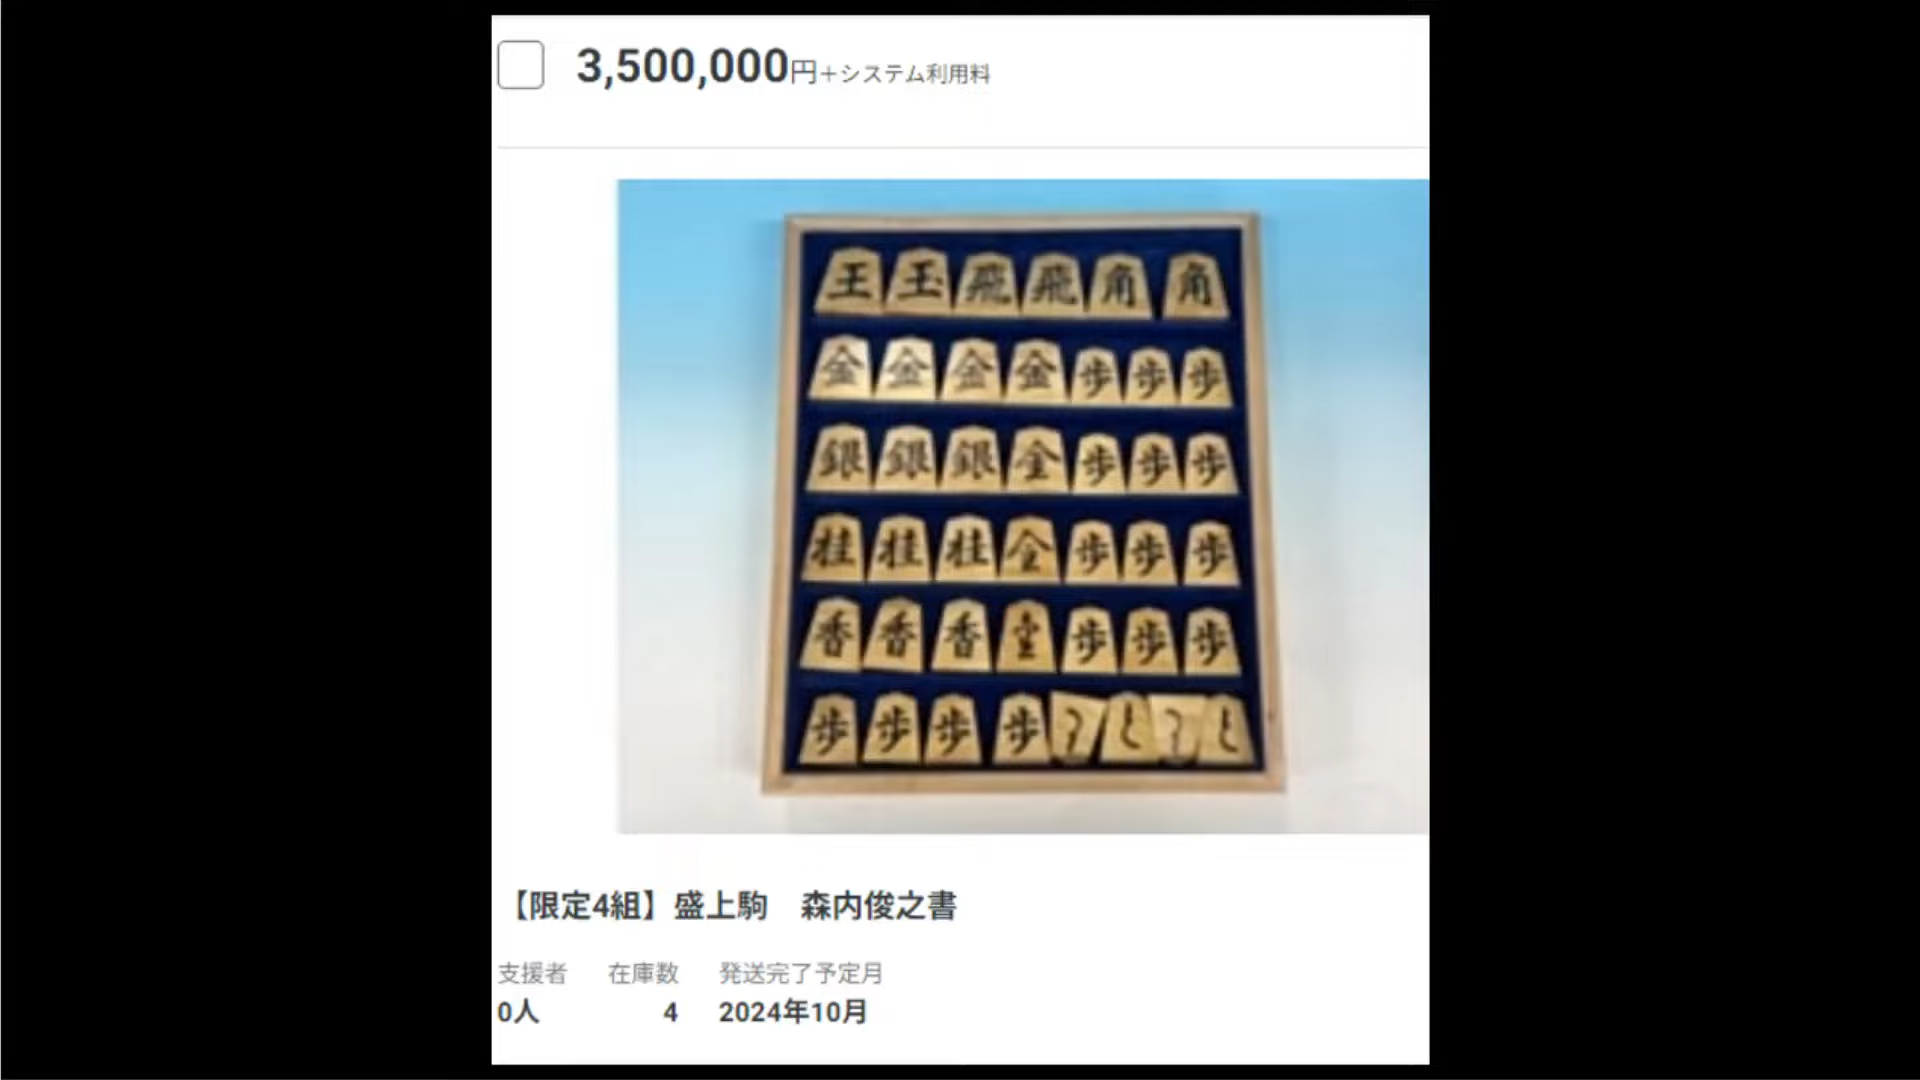 3,500,000円+システム利用料
王 玉 飛 飛 角 角
金 金 金 金 歩 歩 歩
銀 銀 銀 金 歩 歩 歩
桂 桂 桂 金 歩 歩 歩
香 香 香 歩 歩 歩
歩 歩 歩 歩 と と と と
【限定4組】盛上駒 森内俊之書
支援者 在庫数 発送完了予定月
0人 4 2024年10月